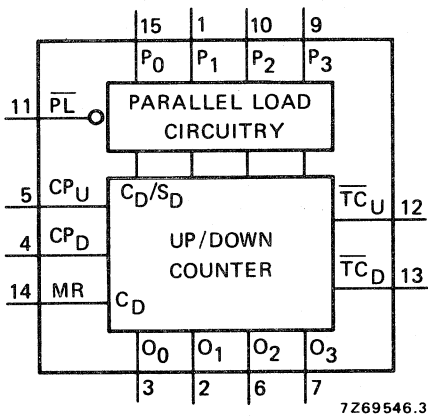 15 1 10 9
P0 P1 P2 P3
11 PL
PARALLEL LOAD
CIRCUITRY
5 CPU
CD/SD
TCU 12
4 CPD
UP/DOWN
COUNTER
TCD 13
14 MR
CD
O0 O1 O2 O3
3 2 6 7
7Z69546.3